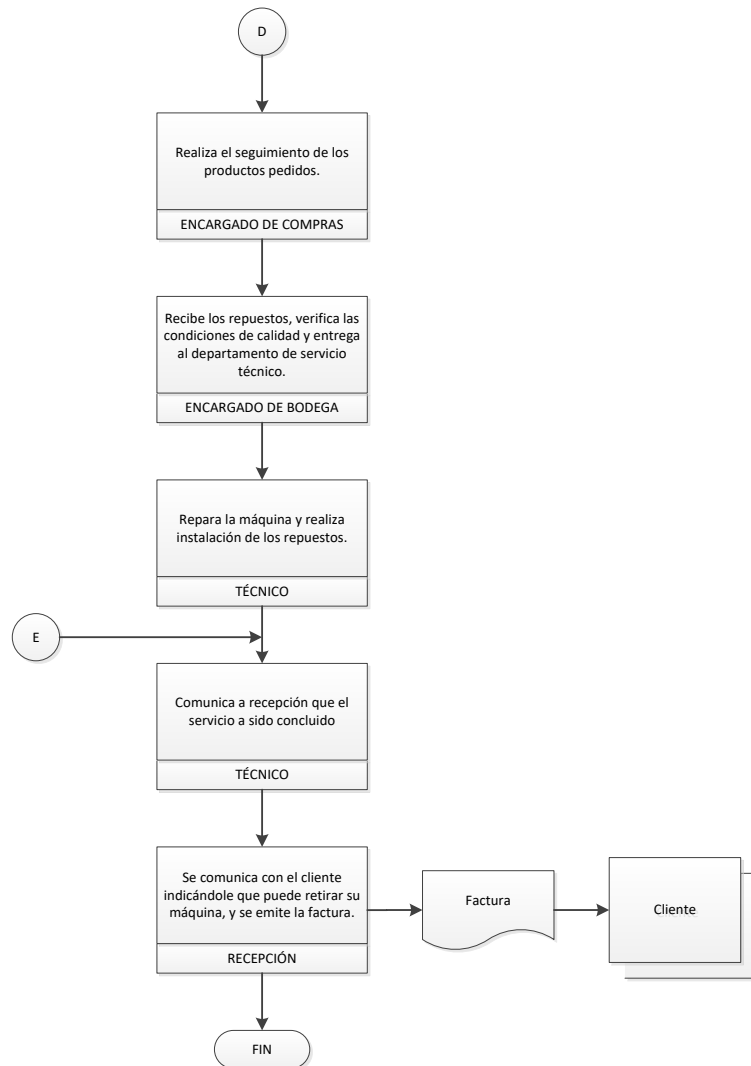 D
Realiza el seguimiento de los
productos pedidos.
ENCARGADO DE COMPRAS
Recibe los repuestos, verifica las
condiciones de calidad y entrega
al departamento de servicio
técnico.
ENCARGADO DE BODEGA
Repara la máquina y realiza
instalación de los repuestos.
TÉCNICO
E
Comunica a recepción que el
servicio a sido concluido
TÉCNICO
Se comunica con el cliente
indicándole que puede retirar su
máquina, y se emite la factura.
RECEPCIÓN
Factura
Cliente
FIN